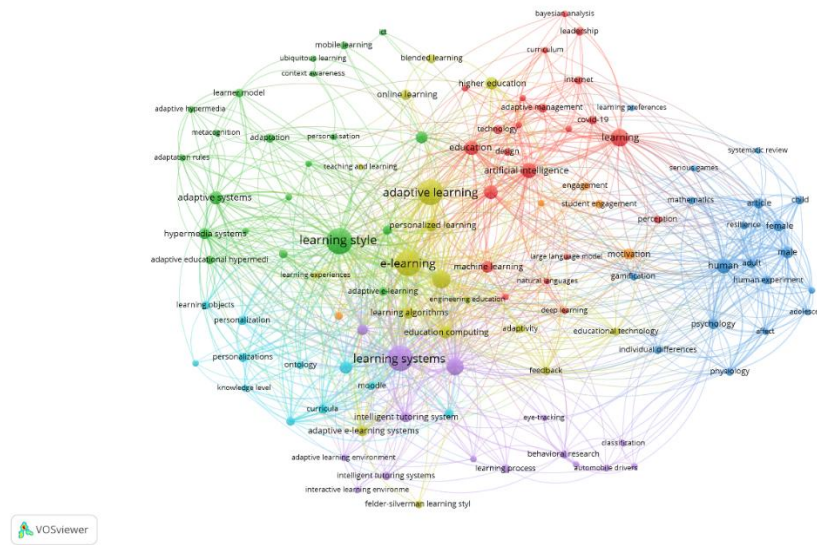 bayesian analysis
ict
leadership
mobile learning
curriculum
ubiquitous learning
blended learning
context awareness
internet
higher education
learner model
online learning
adaptive hypermedia
adaptive management
learning preferences
covid-19
metacognition
technology
adaptation
personalisation
learning
education
design
systematic review
adaptation rules
teaching and learning
artificial intelligence
serious games
engagement
adaptive learning
mathematics
article
child
adaptive systems
student engagement
personalized learning
perception
resilience
female
hypermedia systems
learning style
large language model
motivation
male
adaptive educational hypermedi
e-learning
machine learning
human
adult
learning experiences
gamification
natural languages
human experiment
adaptive e-learning
engineering education
adolescen
learning objects
learning algorithms
deep learning
personalization
education computing
adaptivity
educational technology
psychology
affect
personalizations
ontology
learning systems
individual differences
knowledge level
moodle
feedback
physiology
curricula
intelligent tutoring system
eye-tracking
adaptive e-learning systems
classification
adaptive learning environment
behavioral research
learning process
automobile drivers
intelligent tutoring systems
interactive learning environme
felder-silverman learning styl
VOSviewer